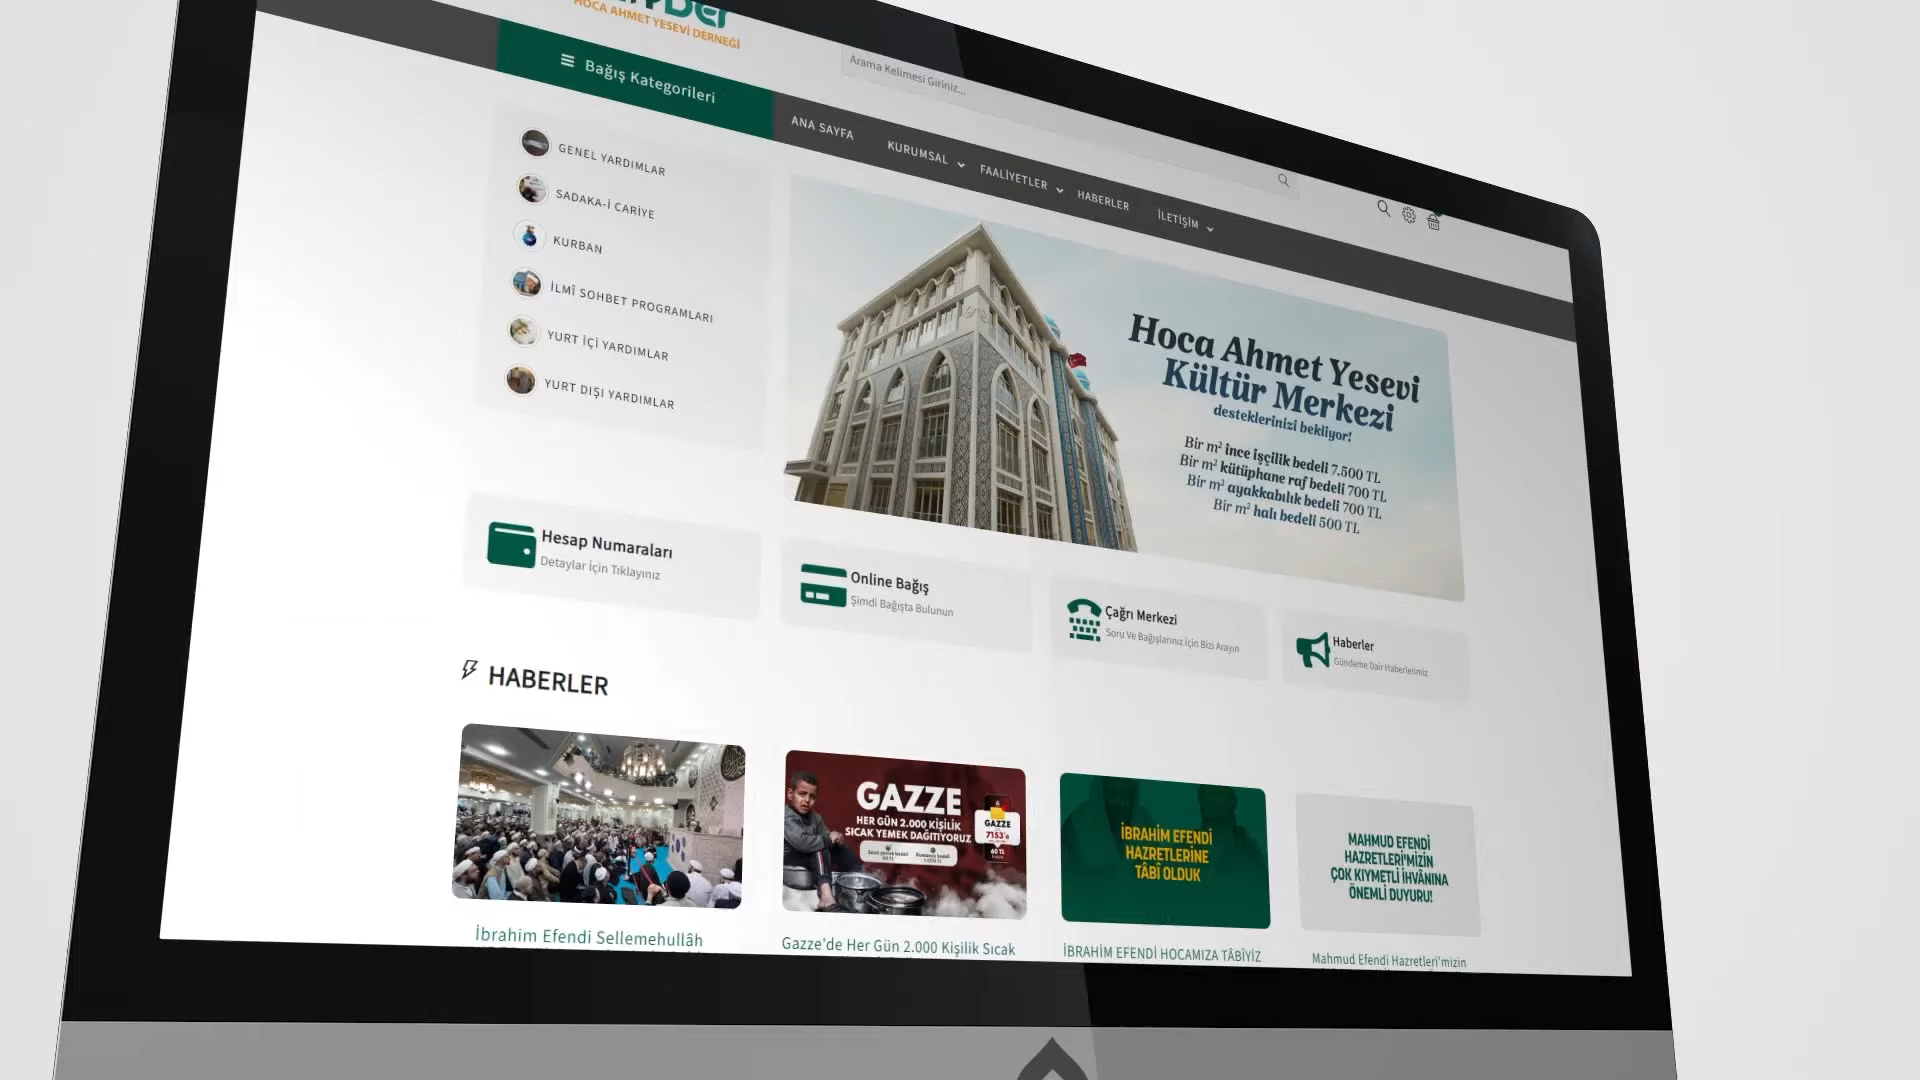 HOCA AHMET YESEVİ DERNEĞİ
Arama Kelimesi Giriniz...
Bağış Kategorileri
ANA SAYFA
KURUMSAL
FAALİYETLER
HABERLER
İLETİŞİM
GENEL YARDIMLAR
SADAKA-İ CARİYE
KURBAN
İLMÎ SOHBET PROGRAMLARI
YURT İÇİ YARDIMLAR
YURT DIŞI YARDIMLAR
Hoca Ahmet Yesevi
Kültür Merkezi
desteklerinizi bekliyor!
Bir m² ince işçilik bedeli 7.500 TL
Bir m² kütüphane raf bedeli 700 TL
Bir m² ayakkabılık bedeli 700 TL
Bir m² halı bedeli 500 TL
Hesap Numaraları
Detaylar İçin Tıklayınız
Online Bağış
Şimdi Bağışta Bulunun
Çağrı Merkezi
Soru Ve Bağışlarınız İçin Bizi Arayın
Haberler
Gündeme Dair Haberlerimiz
HABERLER
GAZZE
HER GÜN 2.000 KİŞİLİK
SICAK YEMEK DAĞITIYORUZ
GAZZE
7153'e
60 TL
İBRAHİM EFENDİ
HAZRETLERİNE
TÂBİ OLDUK
MAHMUD EFENDİ
HAZRETLERİ'MİZİN
ÇOK KIYMETLİ İHVÂNINA
ÖNEMLİ DUYURU!
İbrahim Efendi Sellemehullâh
Gazze'de Her Gün 2.000 Kişilik Sıcak
İBRAHİM EFENDİ HOCAMIZA TÂBİYİZ
Mahmud Efendi Hazretleri'mizin